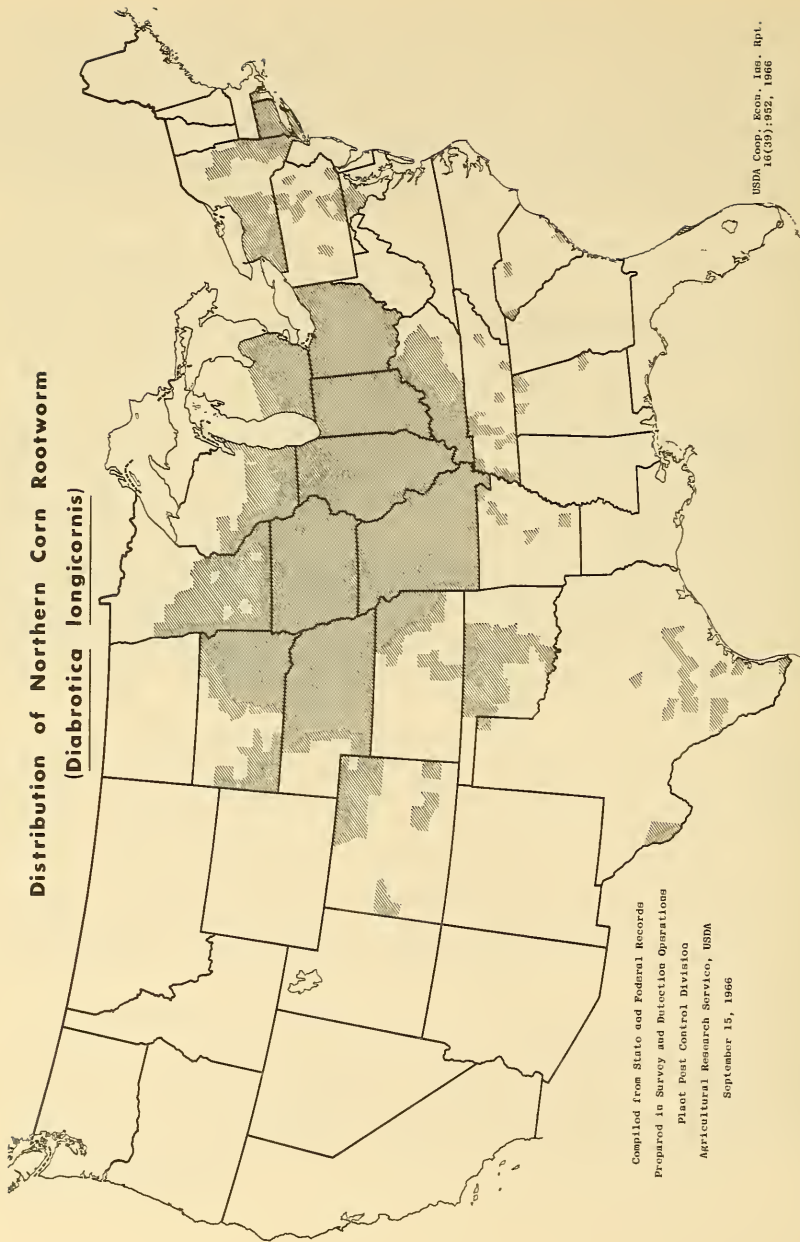 Distribution of Northern Corn Rootworm
(Diabrotica longicornis)
Compiled from State and Federal Records
Prepared in Survey and Detection Operations
Plant Pest Control Division
Agricultural Research Service, USDA
September 15, 1966
USDA Coop. Econ. Ins. Rpt.
16(39):952, 1966